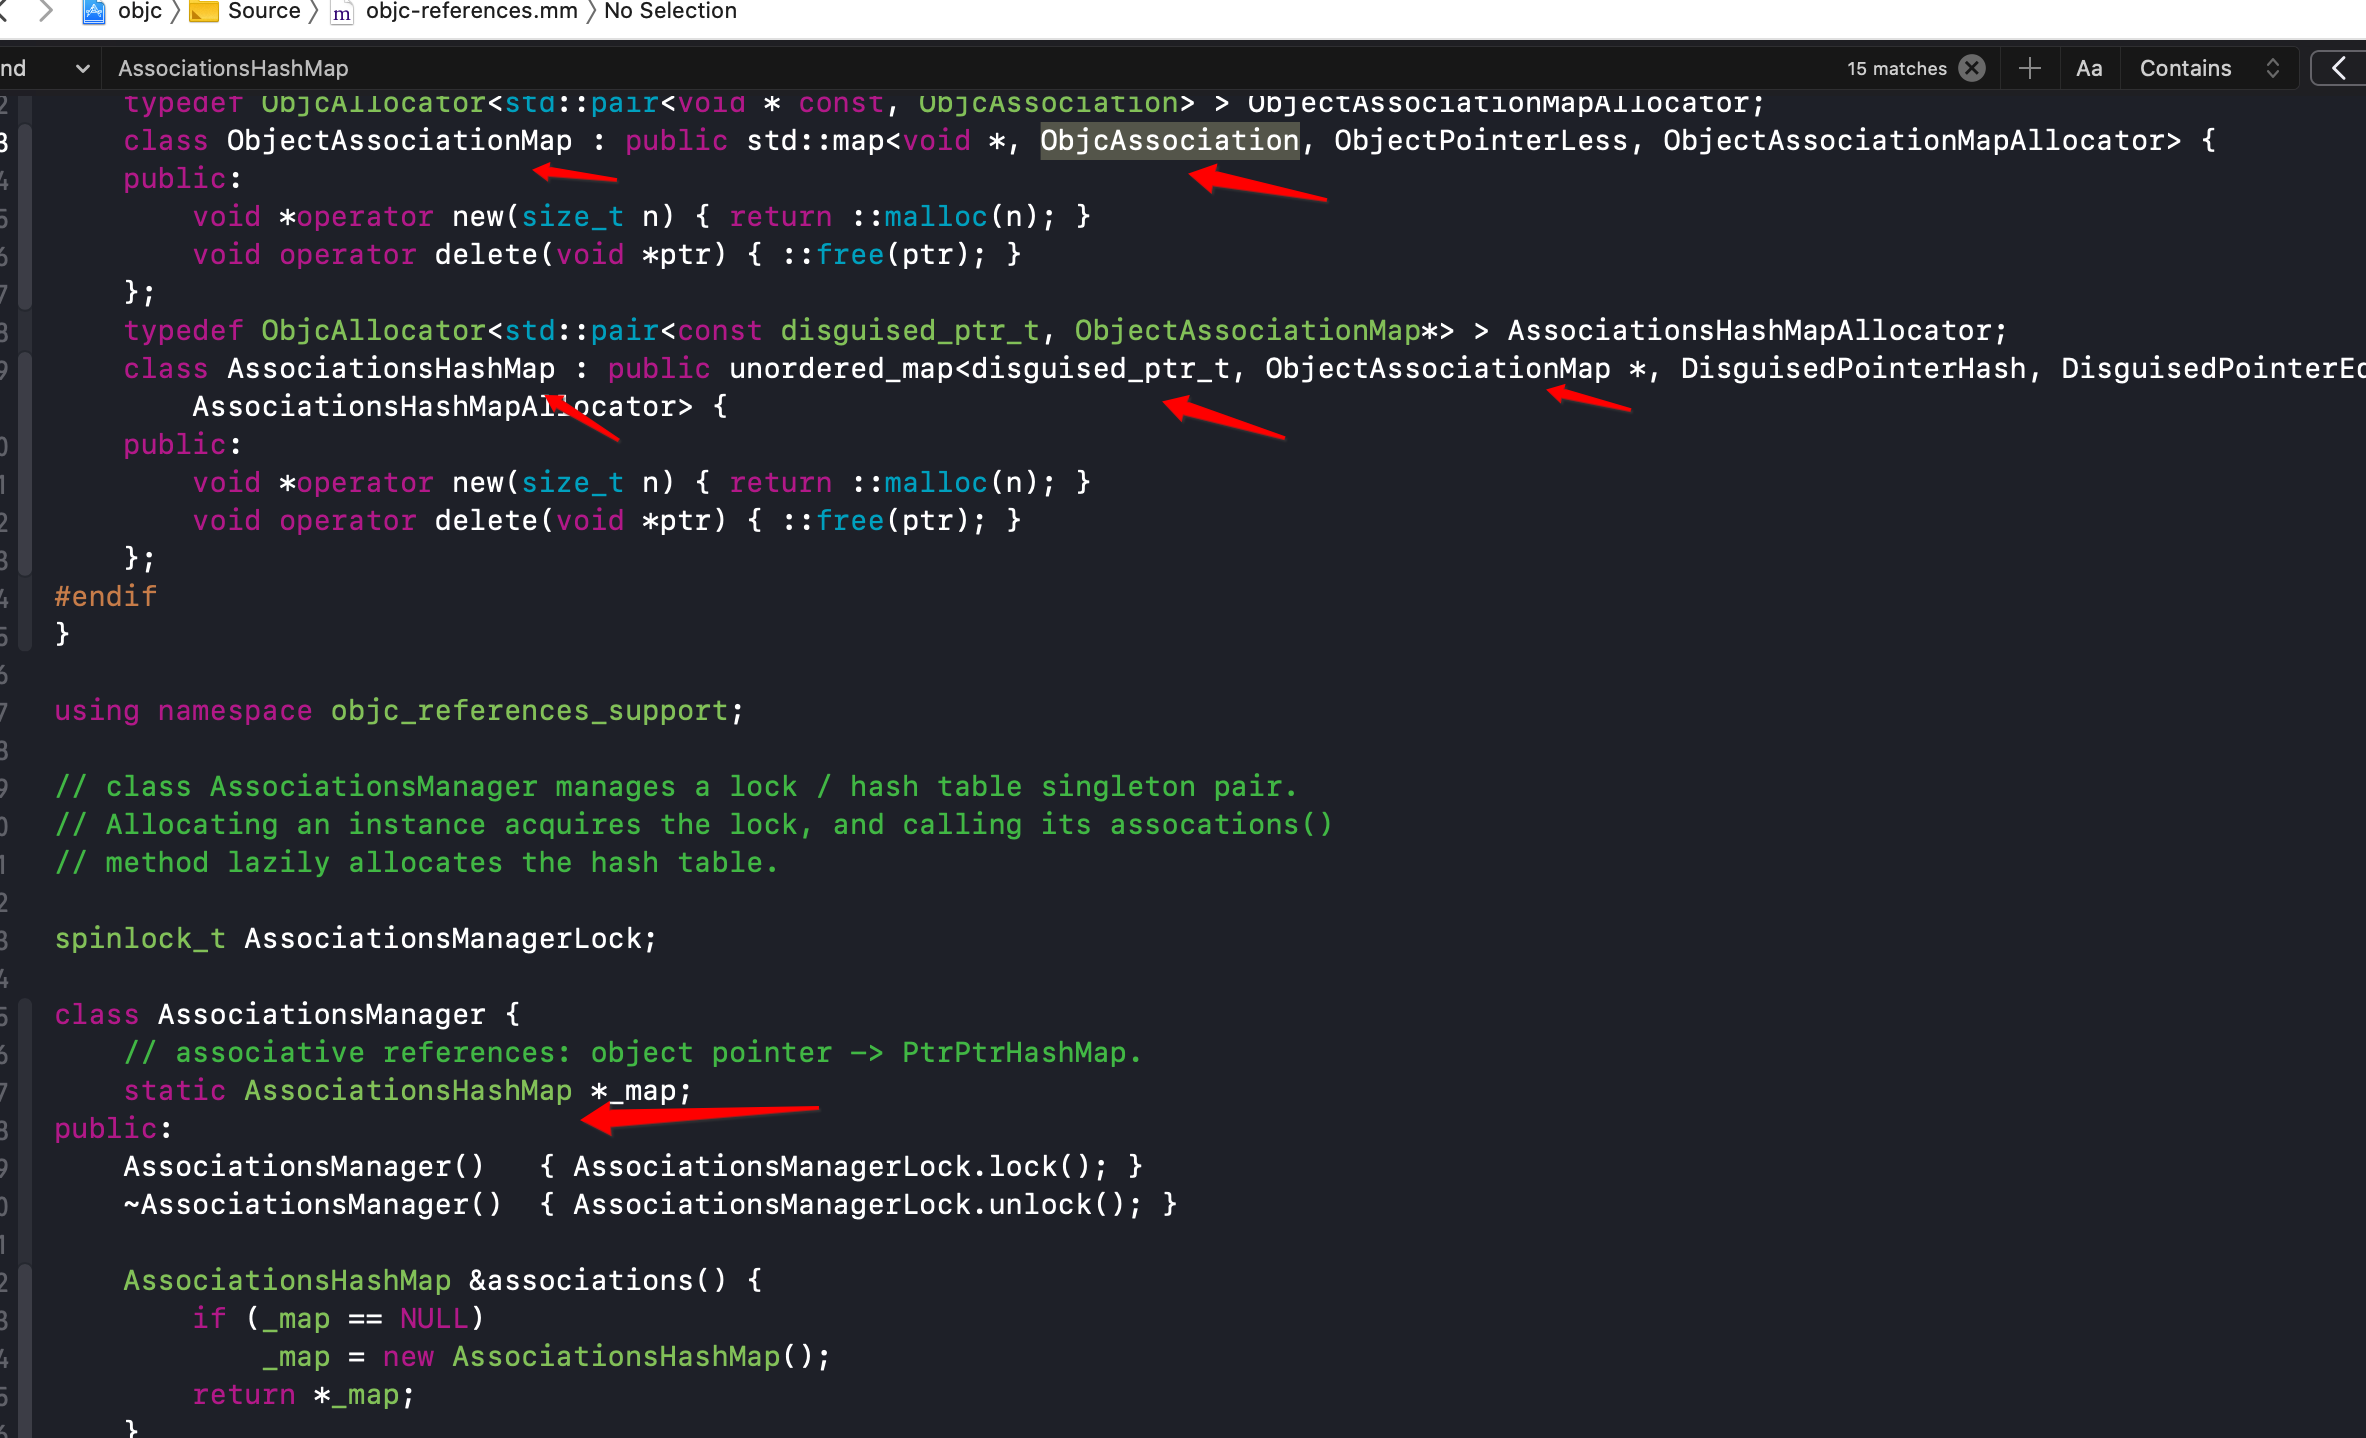 objc 〉 Source 〉 m objc-references.mm 〉 No Selection
nd AssociationsHashMap 15 matches Aa Contains
typedef ObjcAllocator<std::pair<void * const, ObjcAssociation> > ObjectAssociationMapAllocator;
class ObjectAssociationMap : public std::map<void *, ObjcAssociation, ObjectPointerLess, ObjectAssociationMapAllocator> {
public:
void *operator new(size_t n) { return ::malloc(n); }
void operator delete(void *ptr) { ::free(ptr); }
};
typedef ObjcAllocator<std::pair<const disguised_ptr_t, ObjectAssociationMap*> > AssociationsHashMapAllocator;
class AssociationsHashMap : public unordered_map<disguised_ptr_t, ObjectAssociationMap *, DisguisedPointerHash, DisguisedPointerEq
AssociationsHashMapAllocator> {
public:
void *operator new(size_t n) { return ::malloc(n); }
void operator delete(void *ptr) { ::free(ptr); }
};
#endif
}
using namespace objc_references_support;
// class AssociationsManager manages a lock / hash table singleton pair.
// Allocating an instance acquires the lock, and calling its assocations()
// method lazily allocates the hash table.
spinlock_t AssociationsManagerLock;
class AssociationsManager {
// associative references: object pointer -> PtrPtrHashMap.
static AssociationsHashMap *_map;
public:
AssociationsManager() { AssociationsManagerLock.lock(); }
~AssociationsManager() { AssociationsManagerLock.unlock(); }
AssociationsHashMap &associations() {
if (_map == NULL)
_map = new AssociationsHashMap();
return *_map;
}